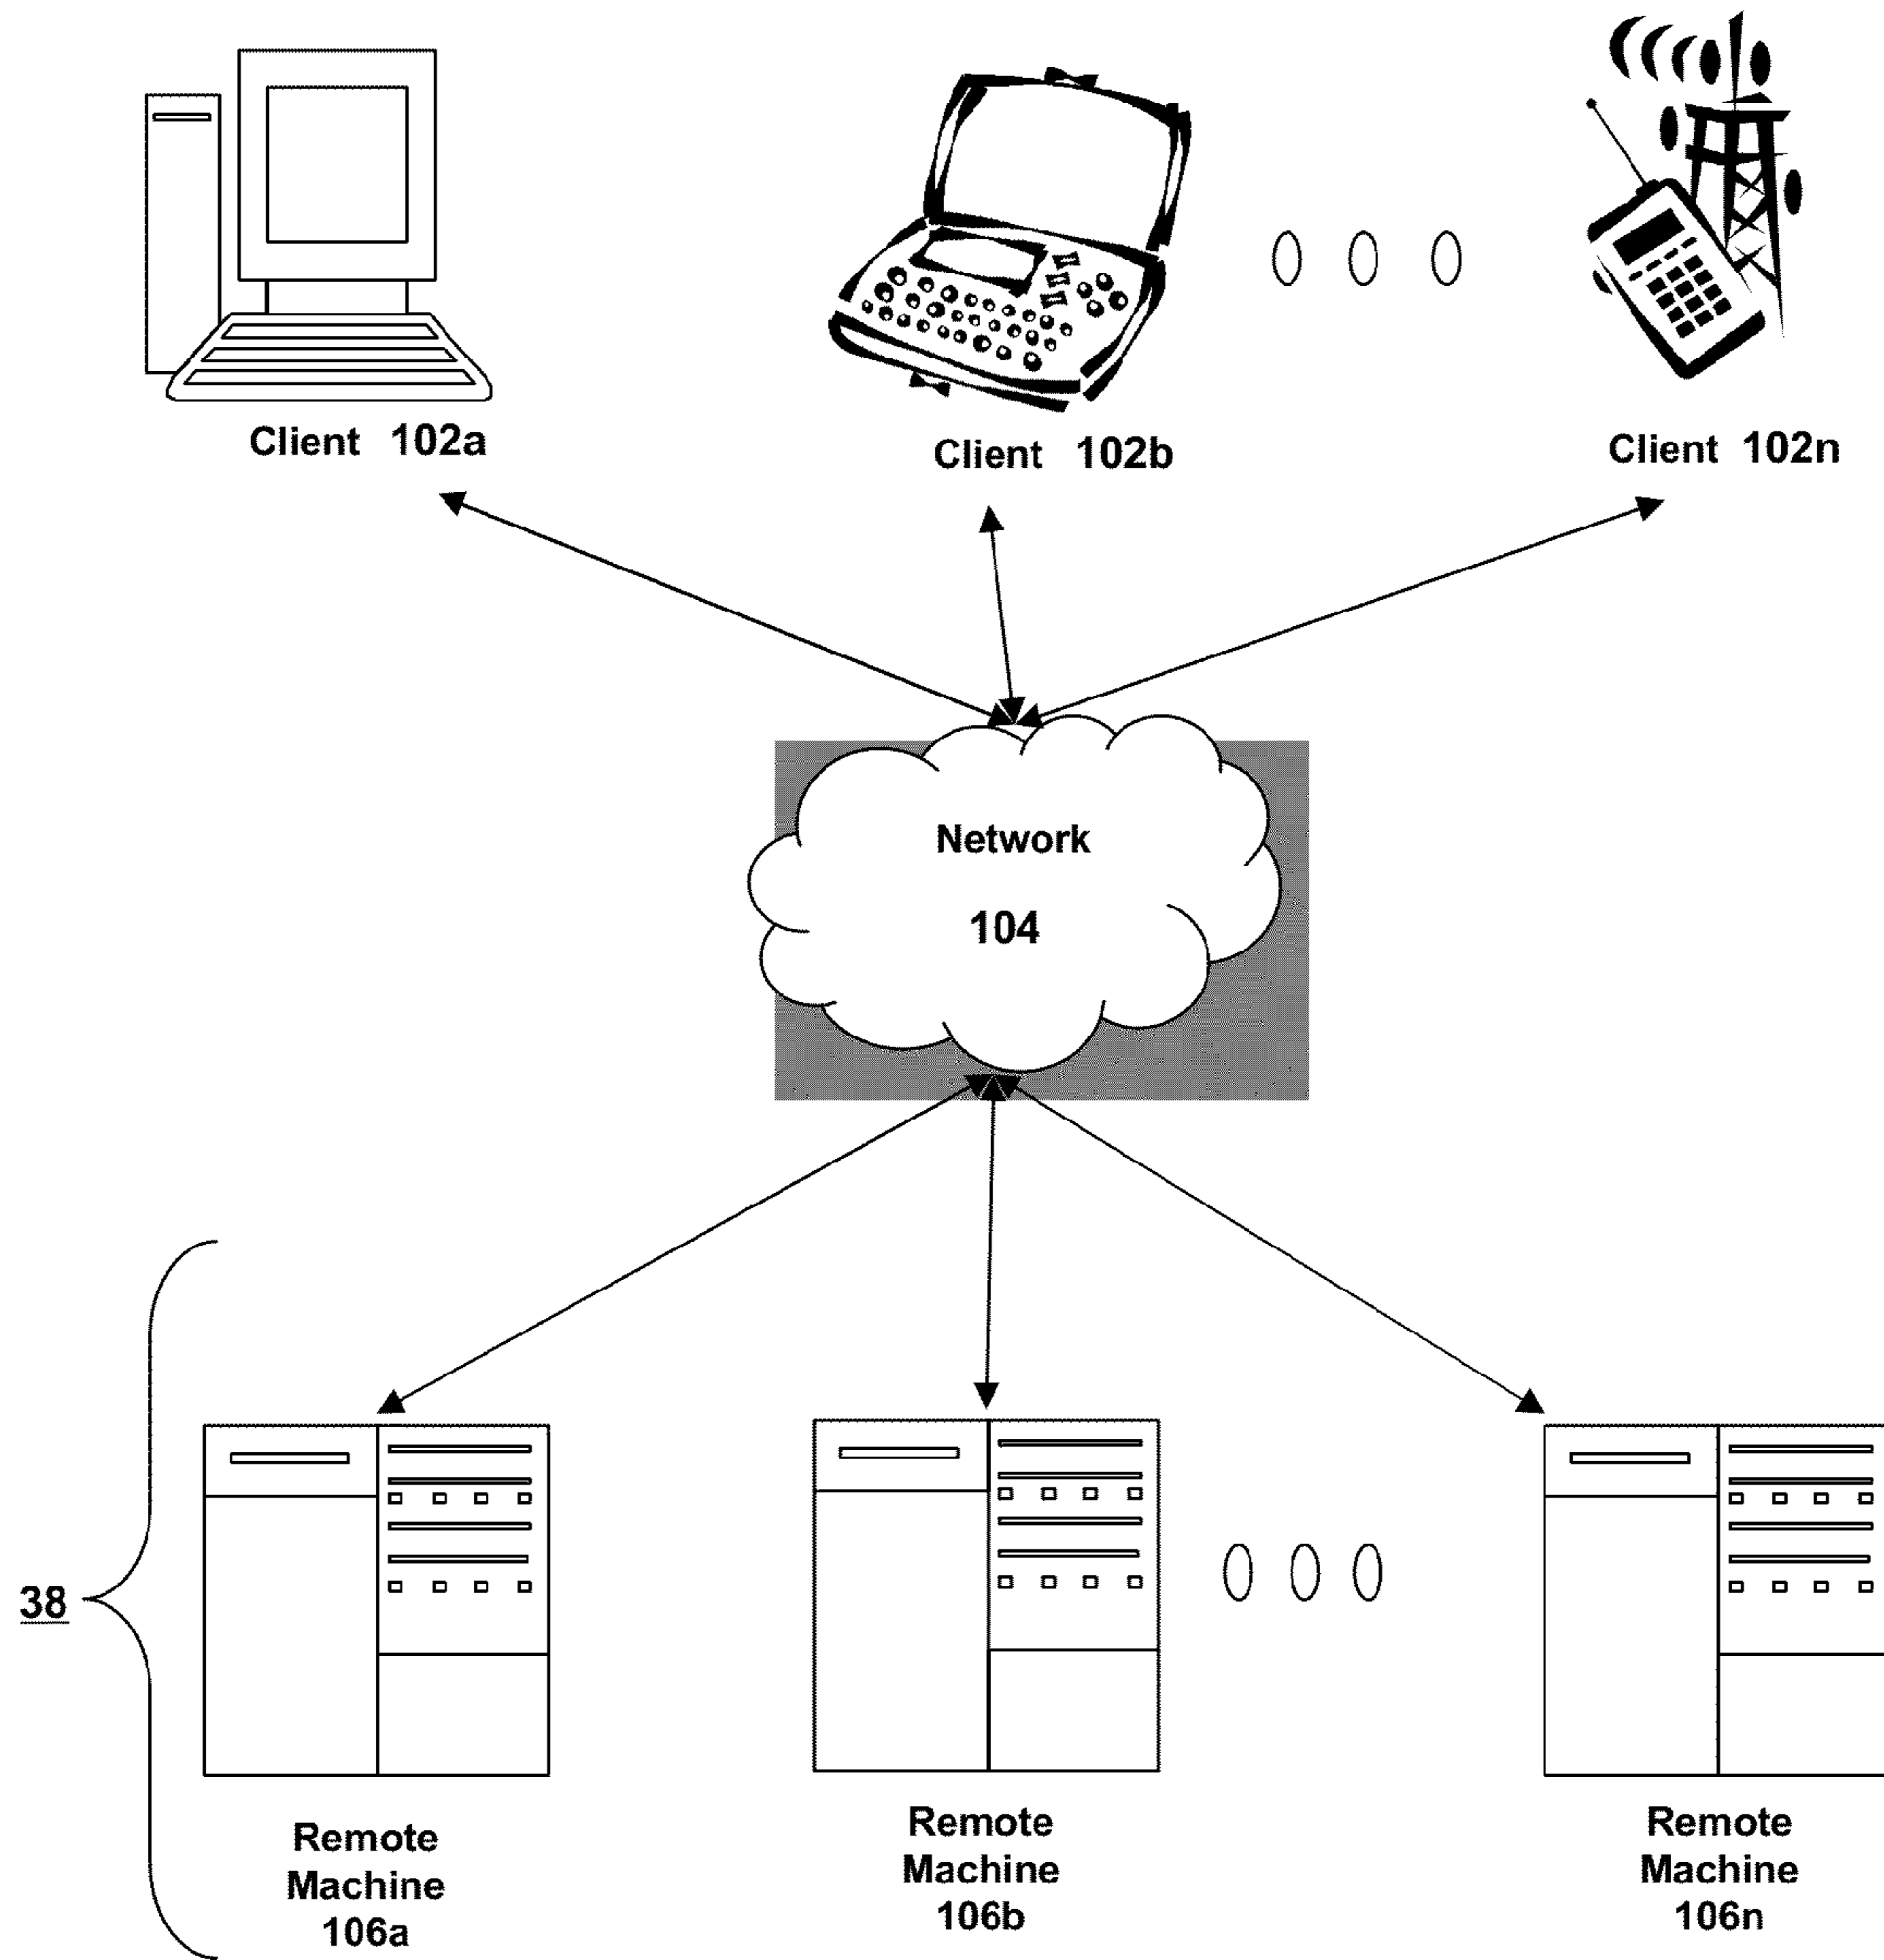 Client 102a
Client 102b
Client 102n
Network
104
38
Remote
Machine
106a
Remote
Machine
106b
Remote
Machine
106n